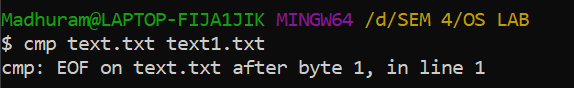 Madhuram@LAPTOP-FIJA1JIK MINGW64 /d/SEM 4/OS LAB
$ cmp text.txt text1.txt
cmp: EOF on text.txt after byte 1, in line 1